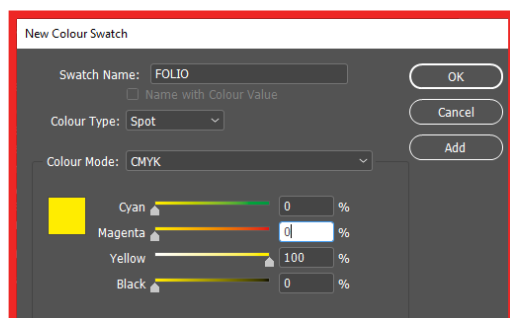 New Colour Swatch
Swatch Name: FOLIO
OK
Name with Colour Value
Cancel
Colour Type: Spot
Add
Colour Mode: CMYK
Cyan 0 %
Magenta 0 %
Yellow 100 %
Black 0 %